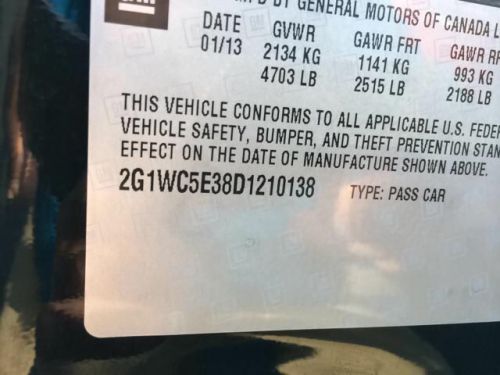 BY GENERAL MOTORS OF CANADA
DATE GVWR GAWR FRT GAWR
01/13 2134 KG 1141 KG 993 KG
4703 LB 2515 LB 2188 LB
THIS VEHICLE CONFORMS TO ALL APPLICABLE U.S. FEDER
VEHICLE SAFETY, BUMPER, AND THEFT PREVENTION STAN
EFFECT ON THE DATE OF MANUFACTURE SHOWN ABOVE.
2G1WC5E38D1210138 TYPE: PASS CAR